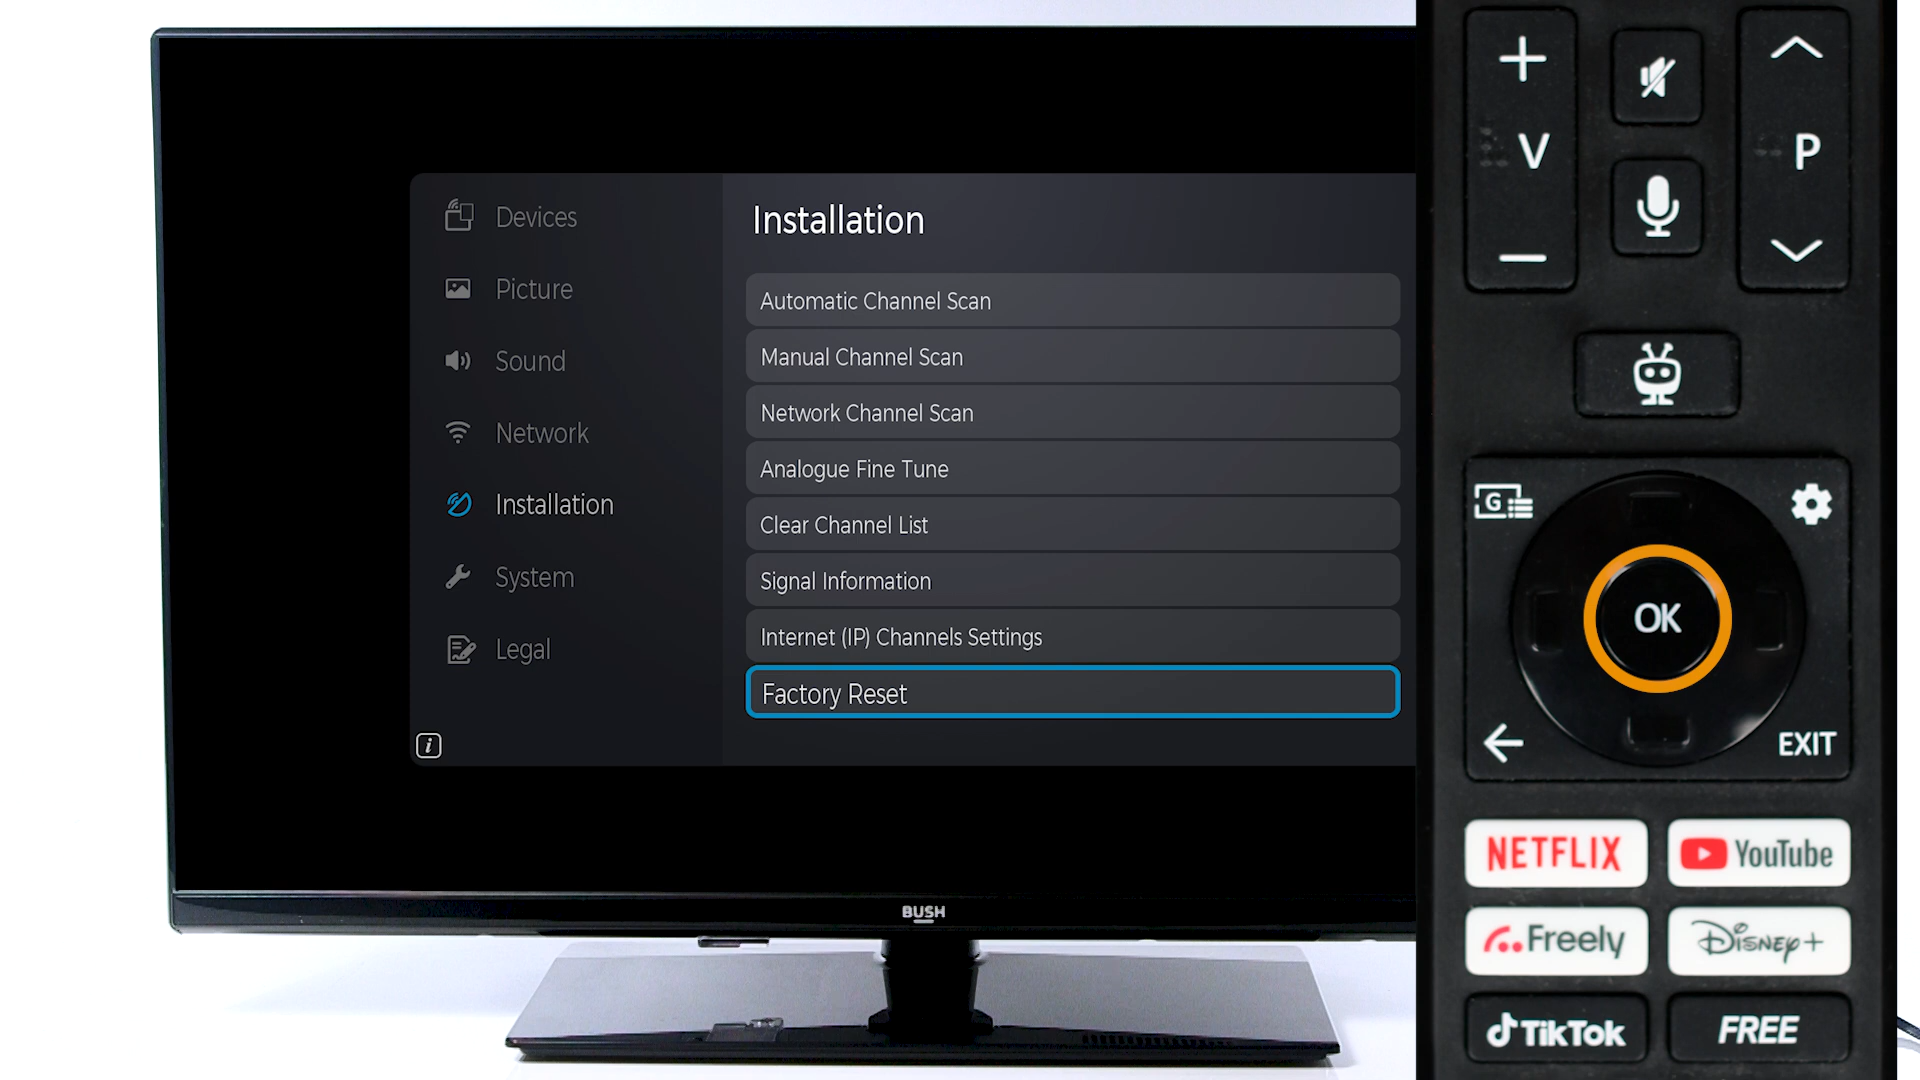 Devices
Picture
Sound
Network
Installation
System
Legal
i
Installation
Automatic Channel Scan
Manual Channel Scan
Network Channel Scan
Analogue Fine Tune
Clear Channel List
Signal Information
Internet (IP) Channels Settings
Factory Reset
BUSH
V
P
G
OK
EXIT
NETFLIX
YouTube
Freely
Disney+
TikTok
FREE